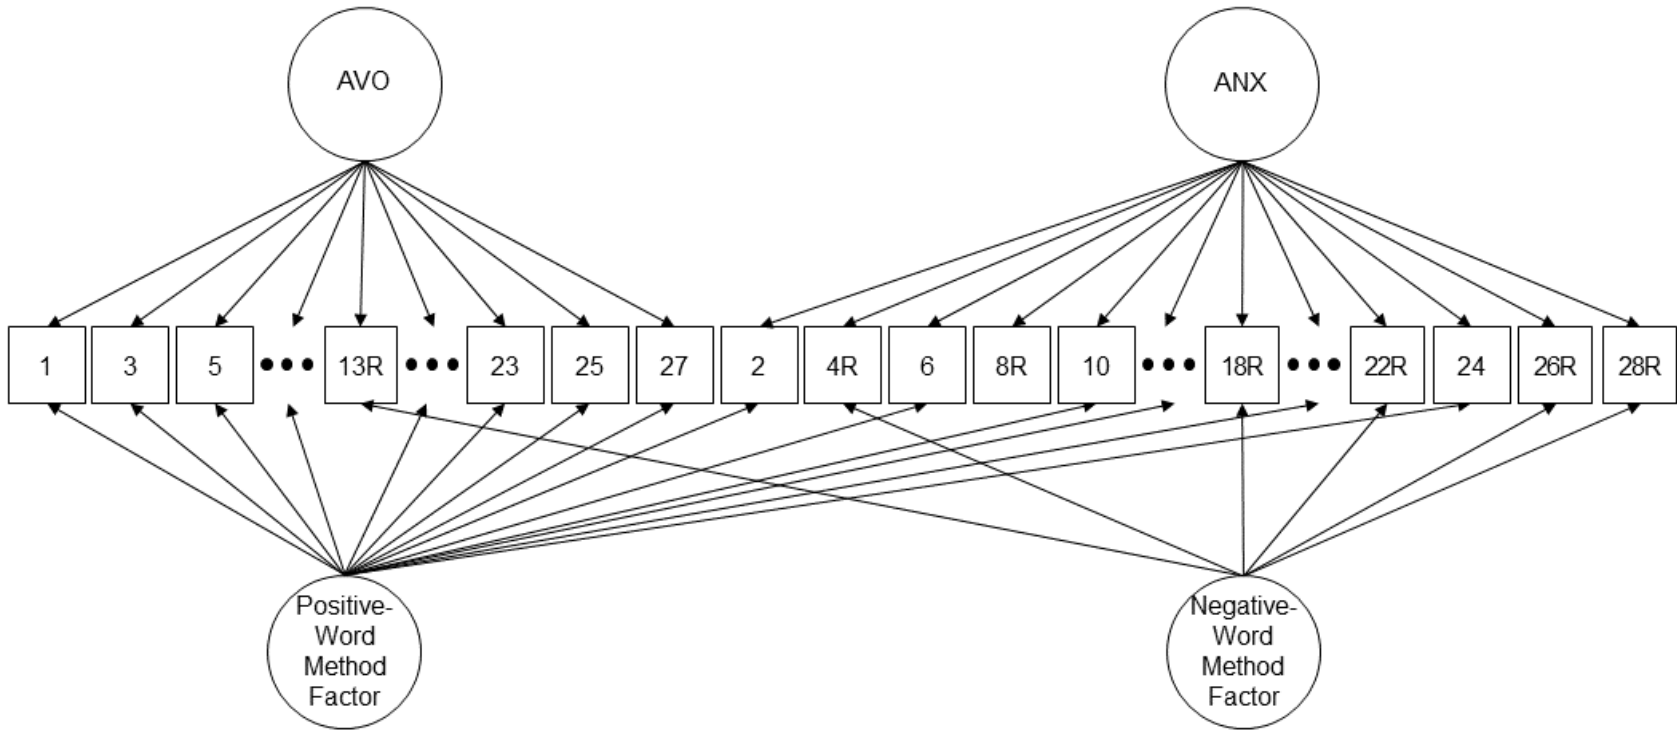 AVO
ANX
1 3 5 ••• 13R ••• 23 25 27 2 4R 6 8R 10 ••• 18R ••• 22R 24 26R 28R
Positive-
Word
Method
Factor
Negative-
Word
Method
Factor